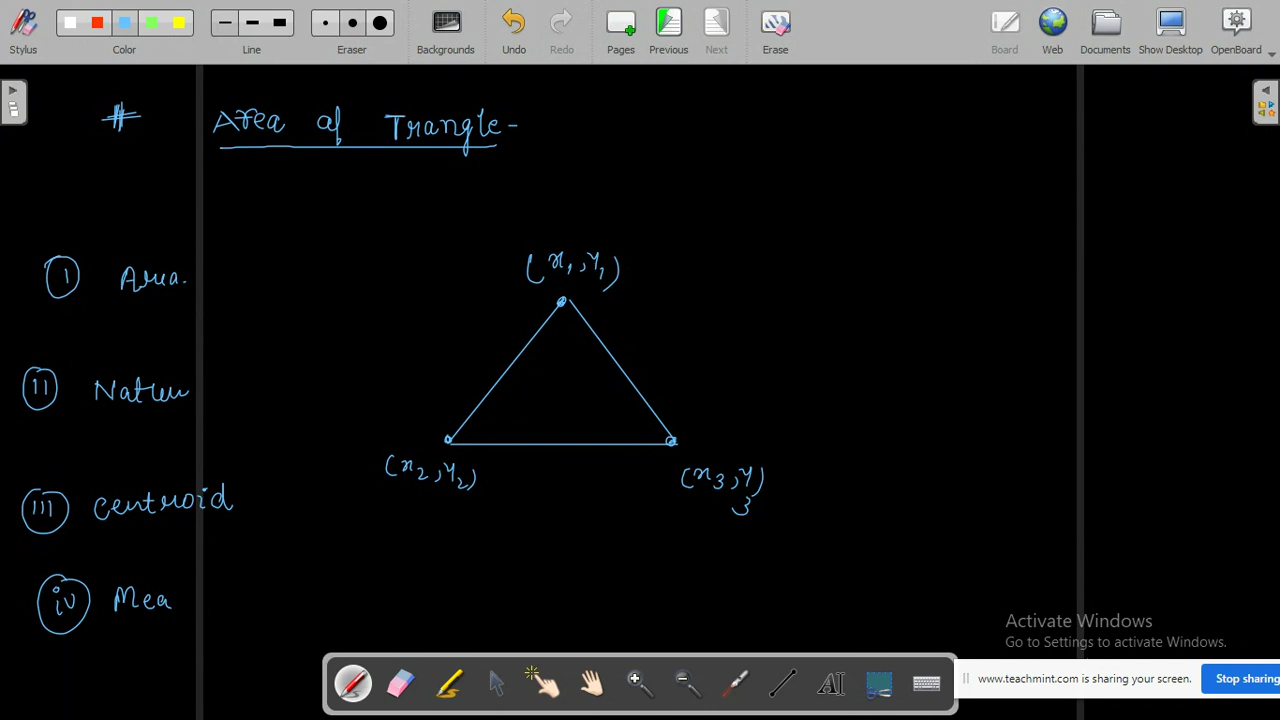 Stylus Color Line Eraser Backgrounds Undo Redo Pages Previous Next Erase Board Web Documents Show Desktop OpenBoard
# Area of Trangle-
(x1, y1)
(i) Area.
(ii)
(x2, y2) (x3, y3)
(iii) Centroid
(iv) Mea
Activate Windows
Go to Settings to activate Windows.
www.teachmint.com is sharing your screen. Stop sharing